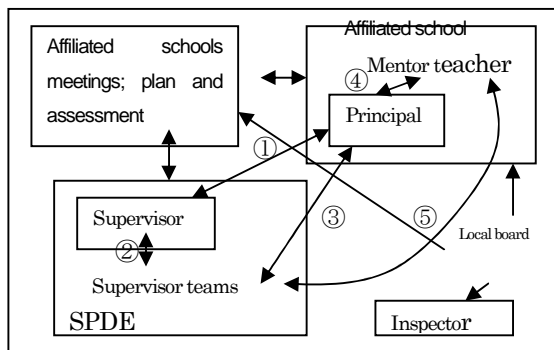 Affiliated schools
meetings; plan and
assessment
Affiliated school
Mentor teacher
④
Principal
①
Supervisor
②
③
⑤
Local board
Supervisor teams
SPDE
Inspector